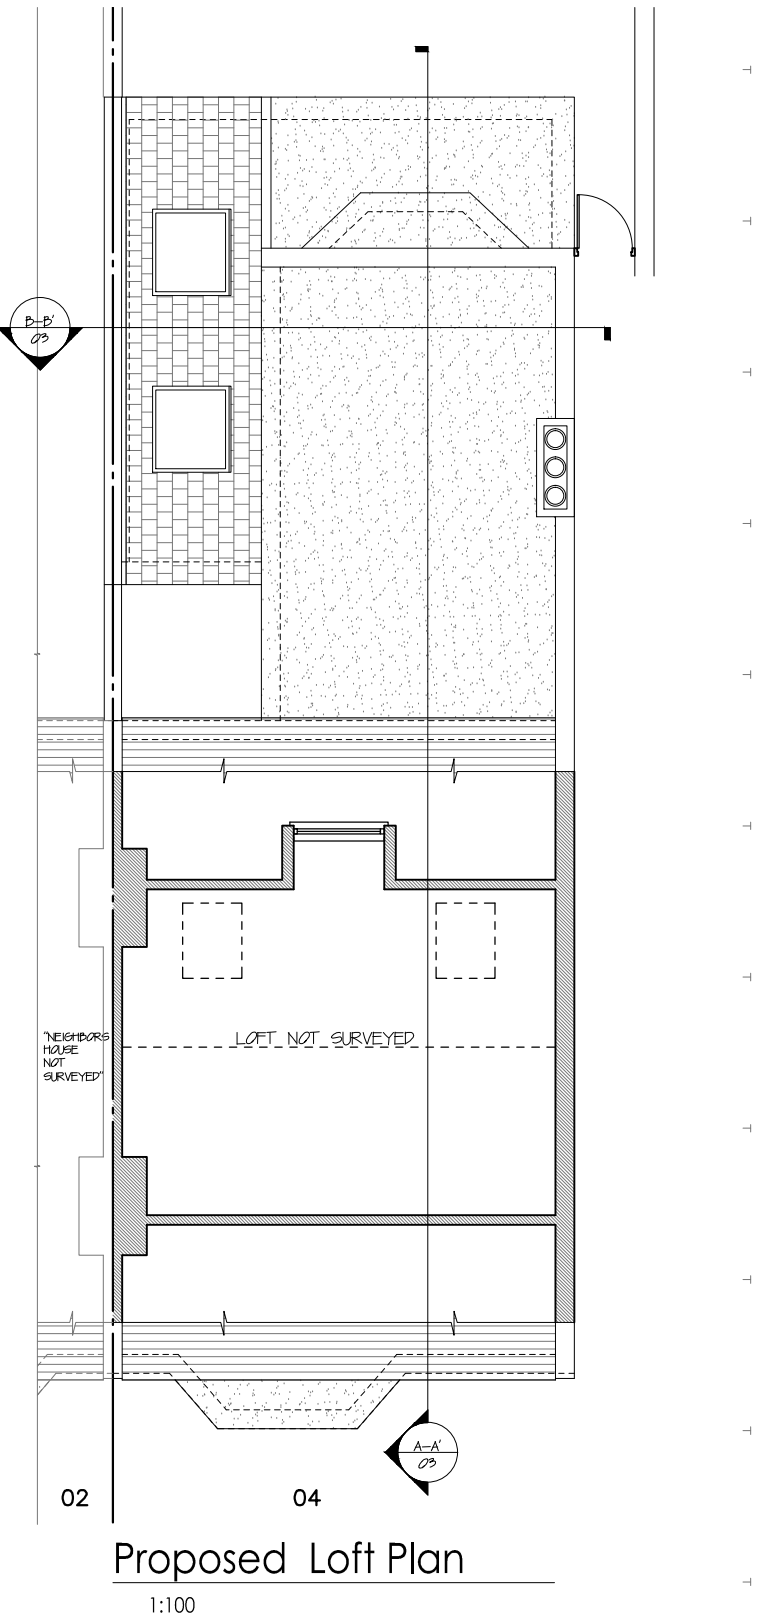 B-B'
03
"NEIGHBORS
HOUSE
NOT
SURVEYED"
LOFT NOT SURVEYED
A-A'
03
02
04
Proposed Loft Plan
1:100